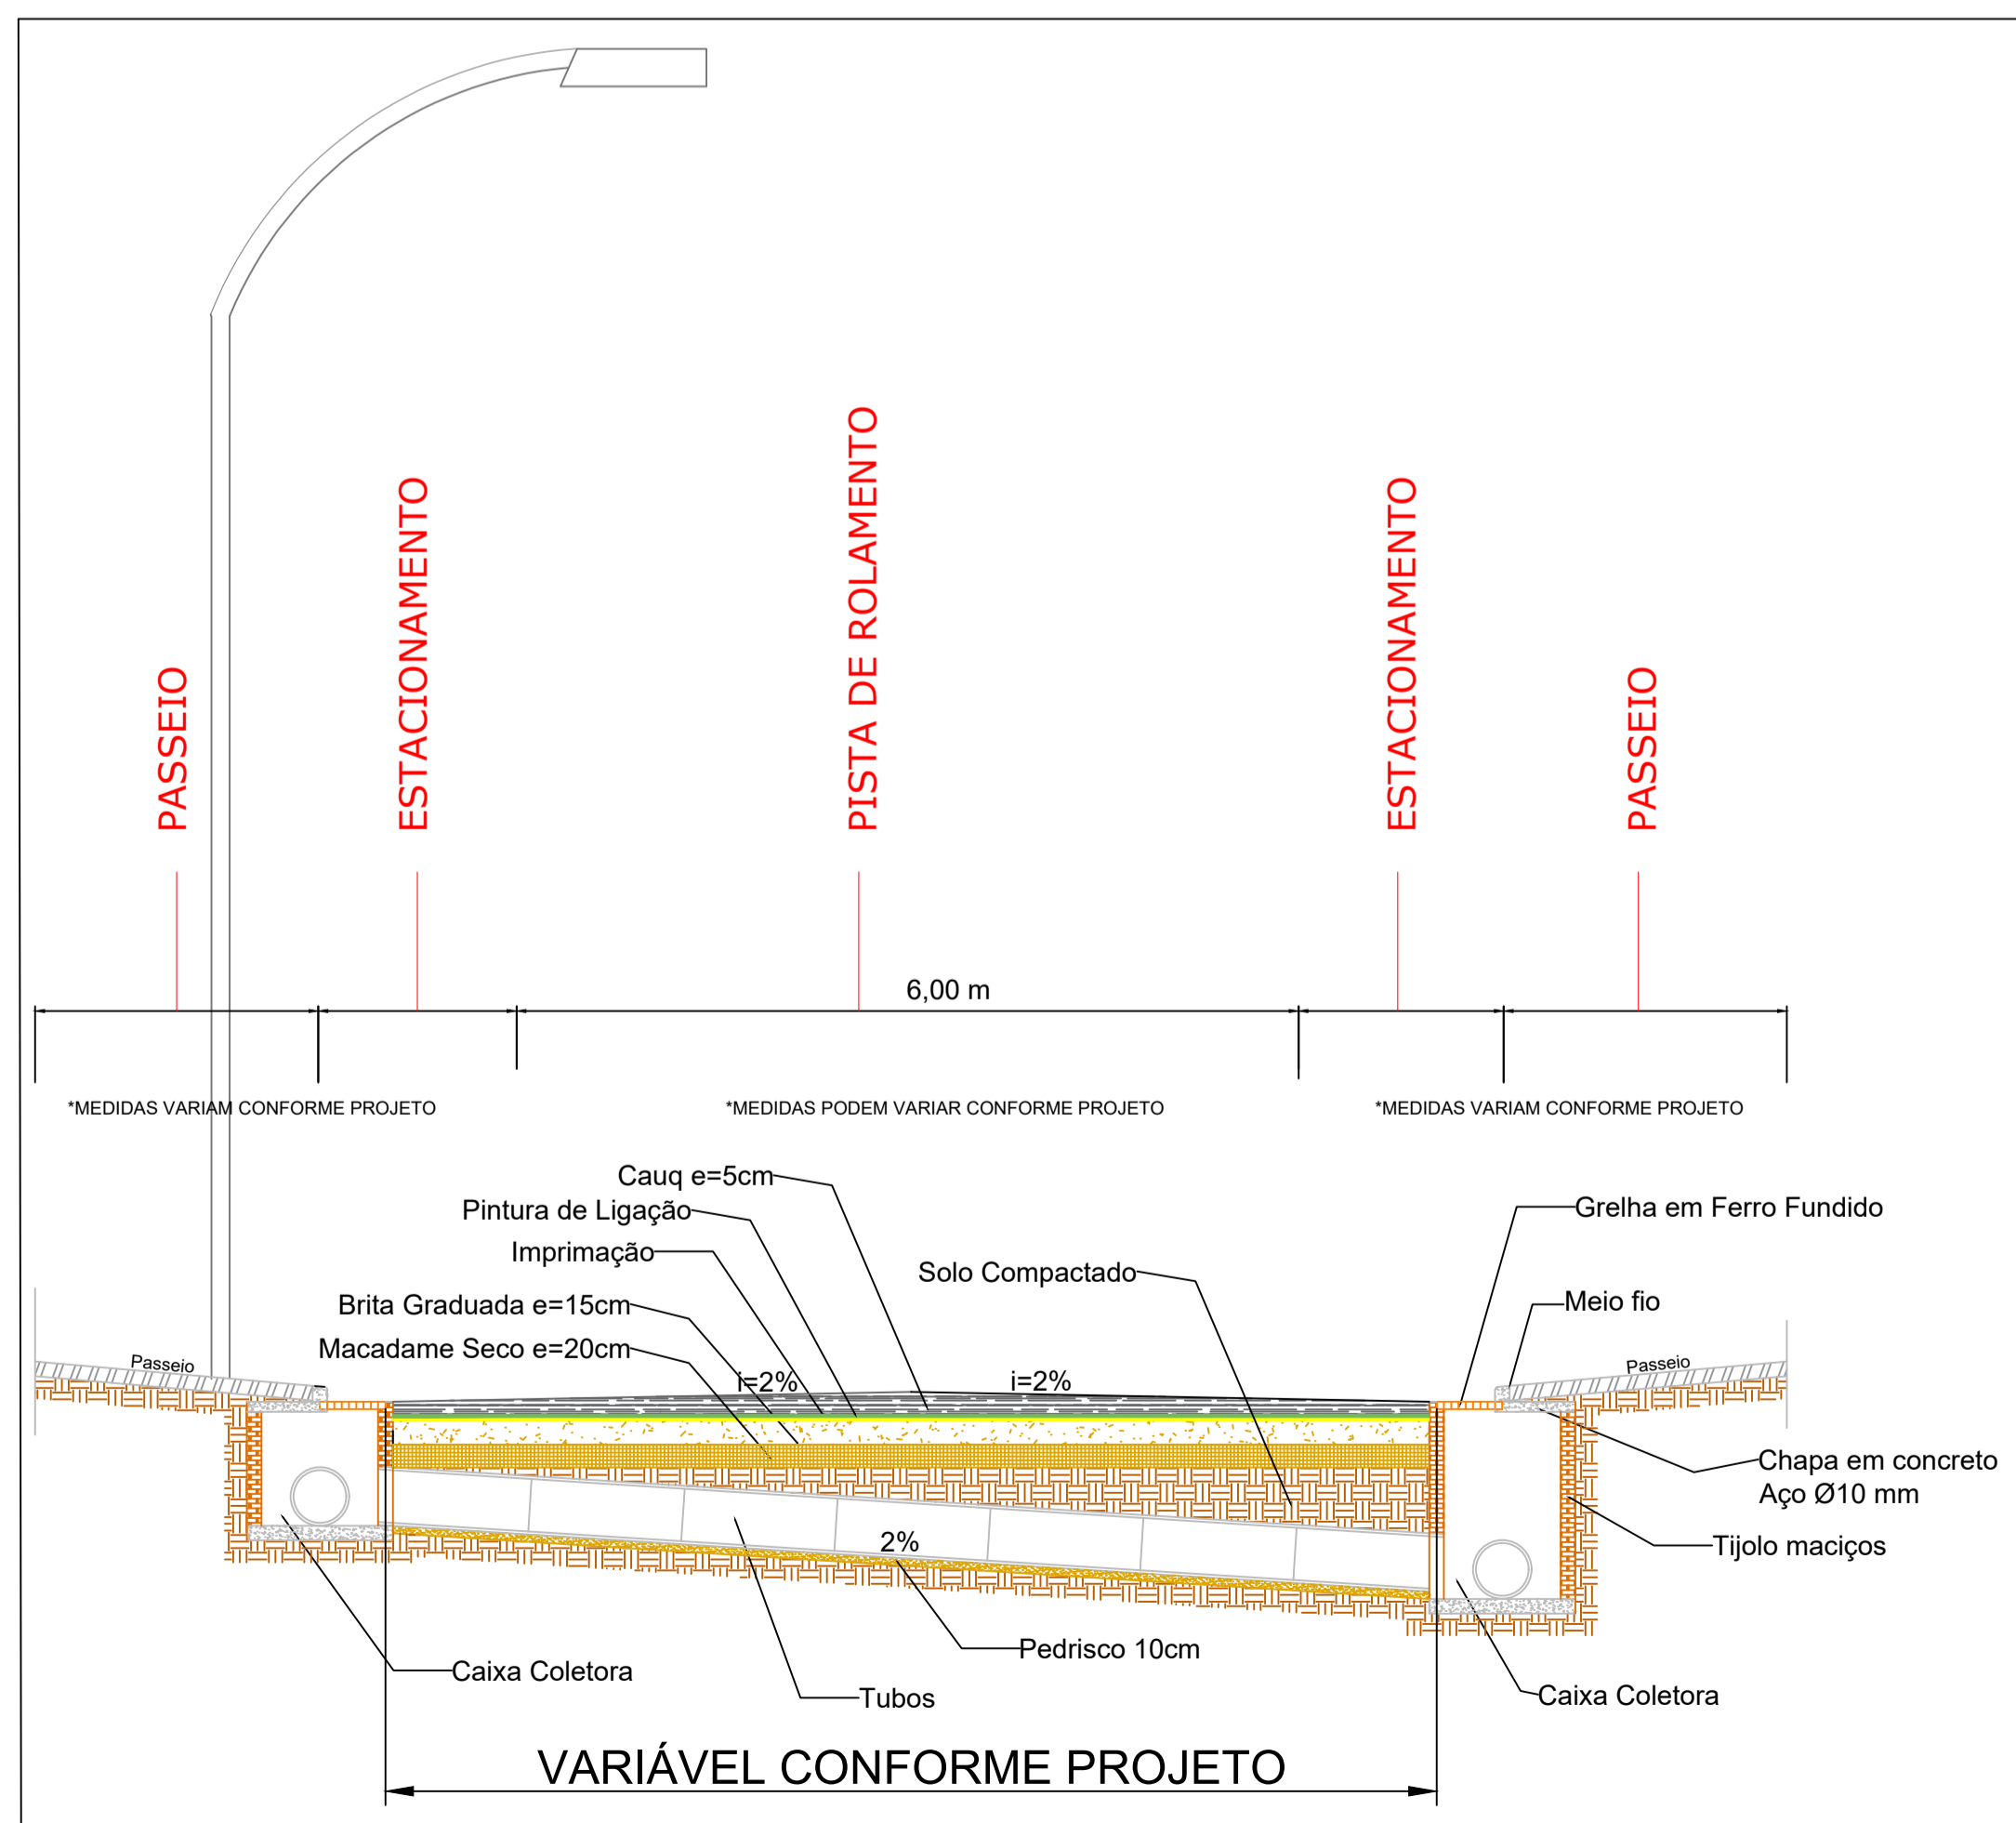 PASSEIO
ESTACIONAMENTO
PISTA DE ROLAMENTO
ESTACIONAMENTO
PASSEIO
6,00 m
*MEDIDAS VARIAM CONFORME PROJETO
*MEDIDAS PODEM VARIAR CONFORME PROJETO
*MEDIDAS VARIAM CONFORME PROJETO
Cauq e=5cm
Pintura de Ligação
Imprimação
Brita Graduada e=15cm
Macadame Seco e=20cm
Solo Compactado
Grelha em Ferro Fundido
Meio fio
Passeio
i=2%
i=2%
Passeio
Chapa em concreto
Aço Ø10 mm
Tijolo maciços
2%
Pedrisco 10cm
Caixa Coletora
Tubos
Caixa Coletora
VARIÁVEL CONFORME PROJETO